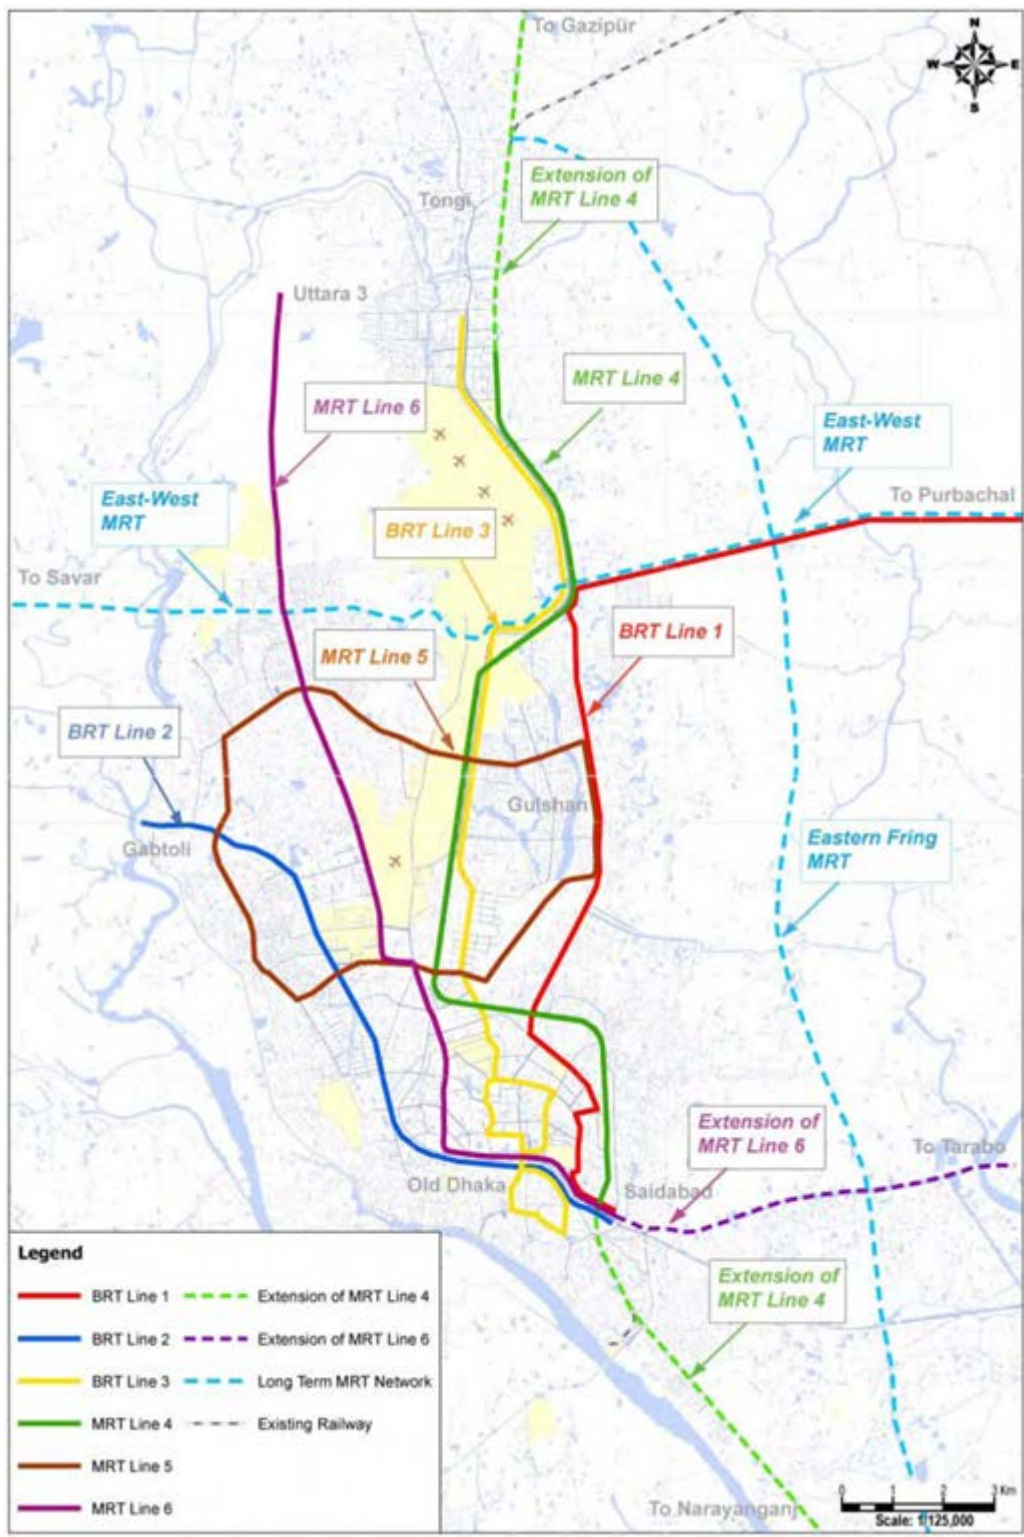 To Gazipur
N
W
E
S
Extension of
MRT Line 4
Tongi
Uttara 3
MRT Line 4
MRT Line 6
East-West
MRT
To Purbachal
East-West
MRT
BRT Line 3
To Savar
BRT Line 1
MRT Line 5
BRT Line 2
Gulshan
Gabtoli
Eastern Fring
MRT
Extension of
MRT Line 6
To Tarabo
Old Dhaka
Saidabad
Extension of
MRT Line 4
Legend
BRT Line 1
Extension of MRT Line 4
BRT Line 2
Extension of MRT Line 6
BRT Line 3
Long Term MRT Network
MRT Line 4
Existing Railway
MRT Line 5
MRT Line 6
To Narayanganj
0 1 2 3 Km
Scale: 1:125,000